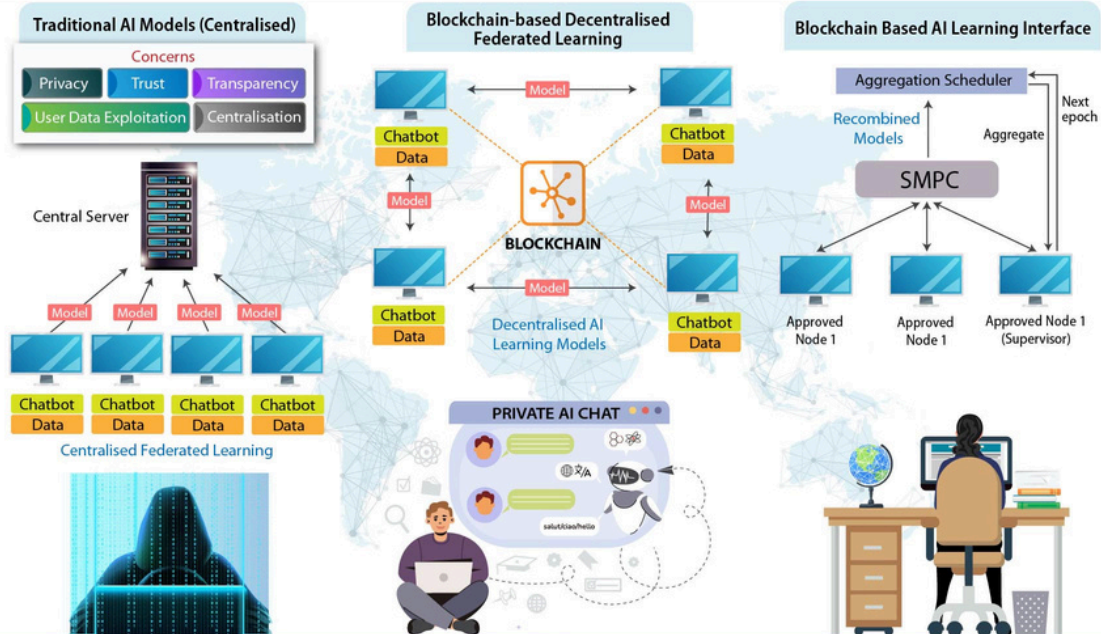 Traditional AI Models (Centralised)
Concerns
Privacy
Trust
Transparency
User Data Exploitation
Centralisation
Central Server
Model
Model
Model
Model
Chatbot
Data
Chatbot
Data
Chatbot
Data
Chatbot
Data
Centralised Federated Learning
Blockchain-based Decentralised
Federated Learning
Model
Chatbot
Data
Chatbot
Data
Model
Model
BLOCKCHAIN
Model
Chatbot
Data
Chatbot
Data
Decentralised AI
Learning Models
PRIVATE AI CHAT
文/A
salut/ciao/hello
Blockchain Based AI Learning Interface
Aggregation Scheduler
Recombined
Models
Aggregate
Next
epoch
SMPC
Approved
Node 1
Approved
Node 1
Approved Node 1
(Supervisor)